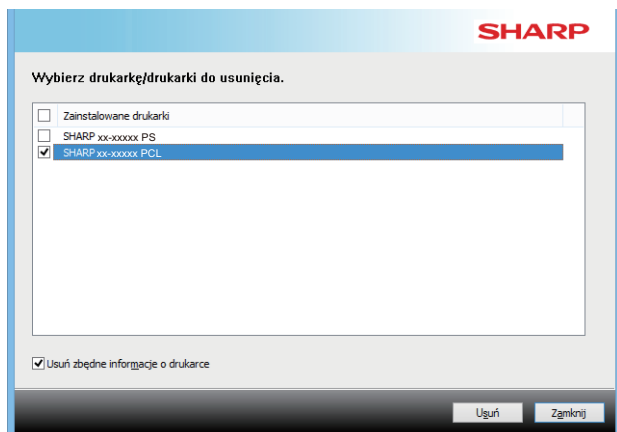 SHARP
Wybierz drukarkę/drukarki do usunięcia.
Zainstalowane drukarki
SHARP xx-xxxxx PS
SHARP xx-xxxxx PCL
Usuń zbędne informacje o drukarce
Usuń Zamknij